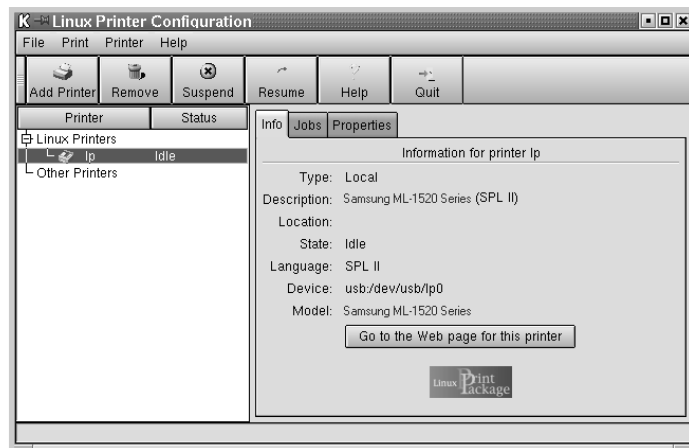 K Linux Printer Configuration
File Print Printer Help
Add Printer Remove Suspend Resume Help Quit
Printer Status
Info Jobs Properties
Linux Printers
lp Idle
Other Printers
Information for printer lp
Type: Local
Description: Samsung ML-1520 Series (SPL II)
Location:
State: Idle
Language: SPL II
Device: usb:/dev/usb/lp0
Model: Samsung ML-1520 Series
Go to the Web page for this printer
Linux Print Package